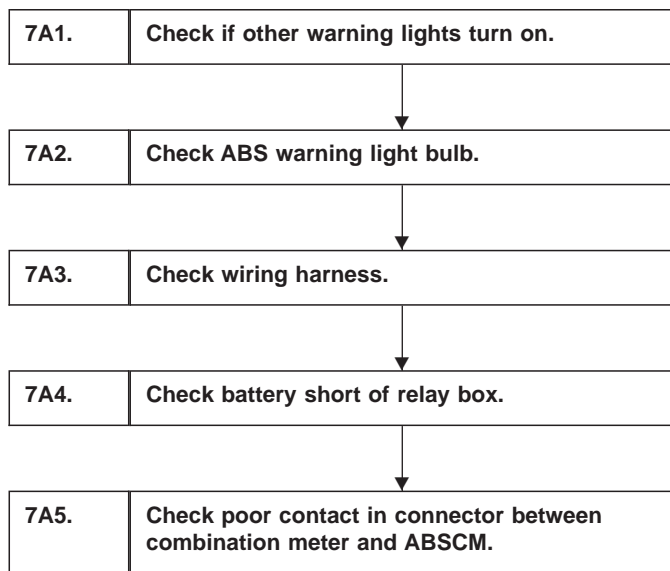 7A1. Check if other warning lights turn on.
7A2. Check ABS warning light bulb.
7A3. Check wiring harness.
7A4. Check battery short of relay box.
7A5. Check poor contact in connector between
combination meter and ABSCM.